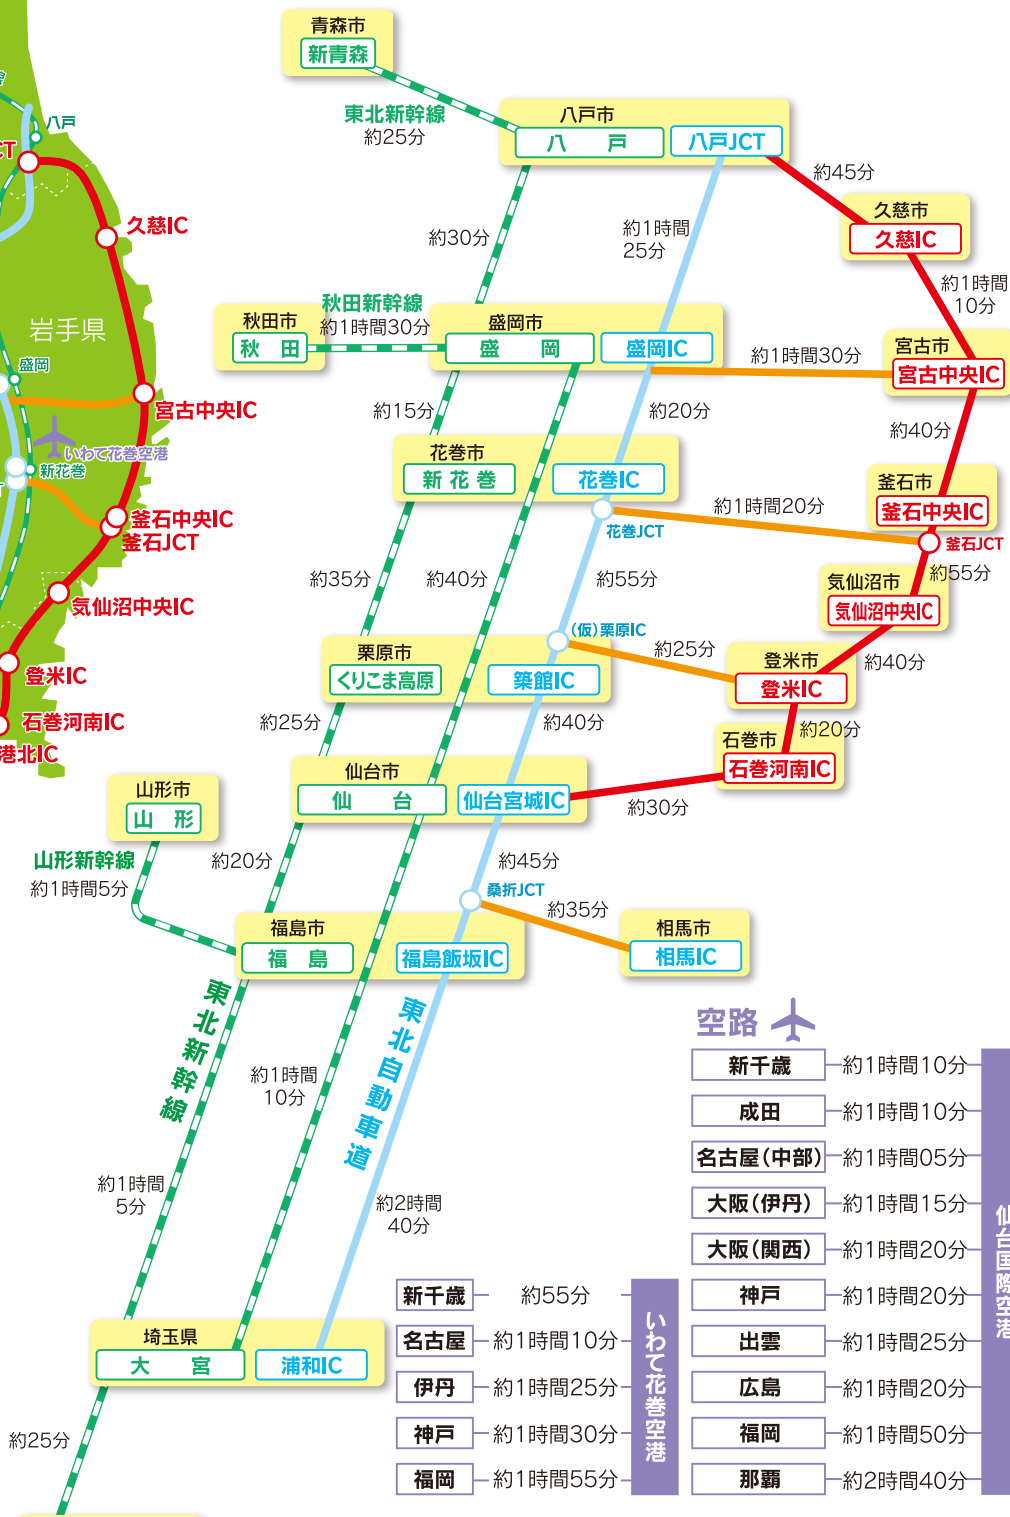 青森市
新青森
東北新幹線
約25分
八戸市
八戸
八戸JCT
約45分
久慈市
久慈IC
約30分
約1時間
25分
約1時間
10分
秋田新幹線
約1時間30分
秋田市
秋田
盛岡市
盛岡
盛岡IC
約1時間30分
宮古市
宮古中央IC
約15分
約20分
約40分
花巻市
新花巻
花巻IC
花巻JCT
約1時間20分
釜石市
釜石中央IC
釜石JCT
約35分
約40分
約55分
約55分
気仙沼市
気仙沼中央IC
(仮)栗原IC
約25分
約40分
栗原市
くりこま高原
築館IC
登米市
登米IC
約25分
約40分
約20分
石巻市
石巻河南IC
仙台市
仙台
仙台宮城IC
約30分
山形市
山形
山形新幹線
約1時間5分
約20分
約45分
桑折JCT
約35分
福島市
福島
福島飯坂IC
相馬市
相馬IC
東北新幹線
東北自動車道
約1時間
10分
約1時間
5分
約2時間
40分
埼玉県
大宮
浦和IC
約25分
八戸
CT
久慈IC
岩手県
盛岡
宮古中央IC
いわて花巻空港
新花巻
釜石中央IC
釜石JCT
気仙沼中央IC
登米IC
石巻河南IC
港北IC
空路
新千歳 約1時間10分
成田 約1時間10分
名古屋(中部) 約1時間05分
大阪(伊丹) 約1時間15分
大阪(関西) 約1時間20分
神戸 約1時間20分
出雲 約1時間25分
広島 約1時間20分
福岡 約1時間50分
那覇 約2時間40分
仙台国際空港
新千歳 約55分
名古屋 約1時間10分
伊丹 約1時間25分
神戸 約1時間30分
福岡 約1時間55分
いわて花巻空港